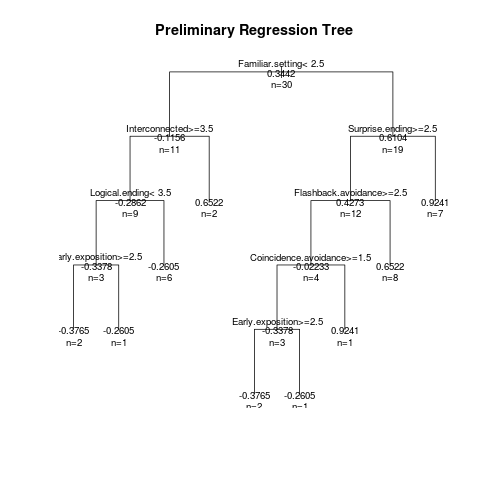 Preliminary Regression Tree
Familiar.setting< 2.5
0.3442
n=30
Interconnected>=3.5
-0.1156
n=11
Surprise.ending>=2.5
0.6104
n=19
Logical.ending< 3.5
-0.2862
n=9
0.6522
n=2
Flashback.avoidance>=2.5
0.4273
n=12
0.9241
n=7
arly.exposition>=2.5
-0.3378
n=3
-0.2605
n=6
Coincidence.avoidance>=1.5
-0.02233
n=4
0.6522
n=8
-0.3765
n=2
-0.2605
n=1
Early.exposition>=2.5
-0.3378
n=3
0.9241
n=1
-0.3765
n=2
-0.2605
n=1